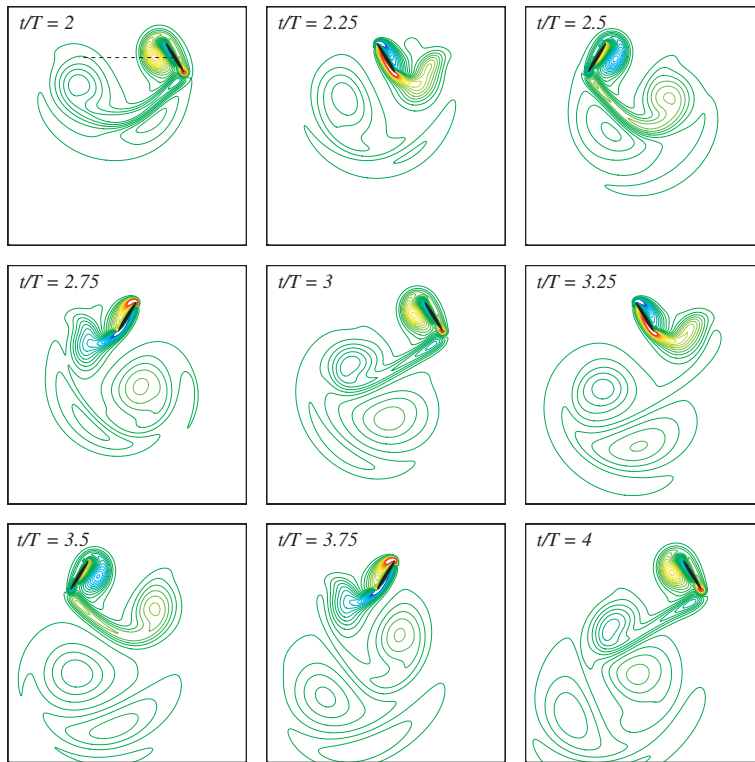 t/T = 2
t/T = 2.25
t/T = 2.5
t/T = 2.75
t/T = 3
t/T = 3.25
t/T = 3.5
t/T = 3.75
t/T = 4